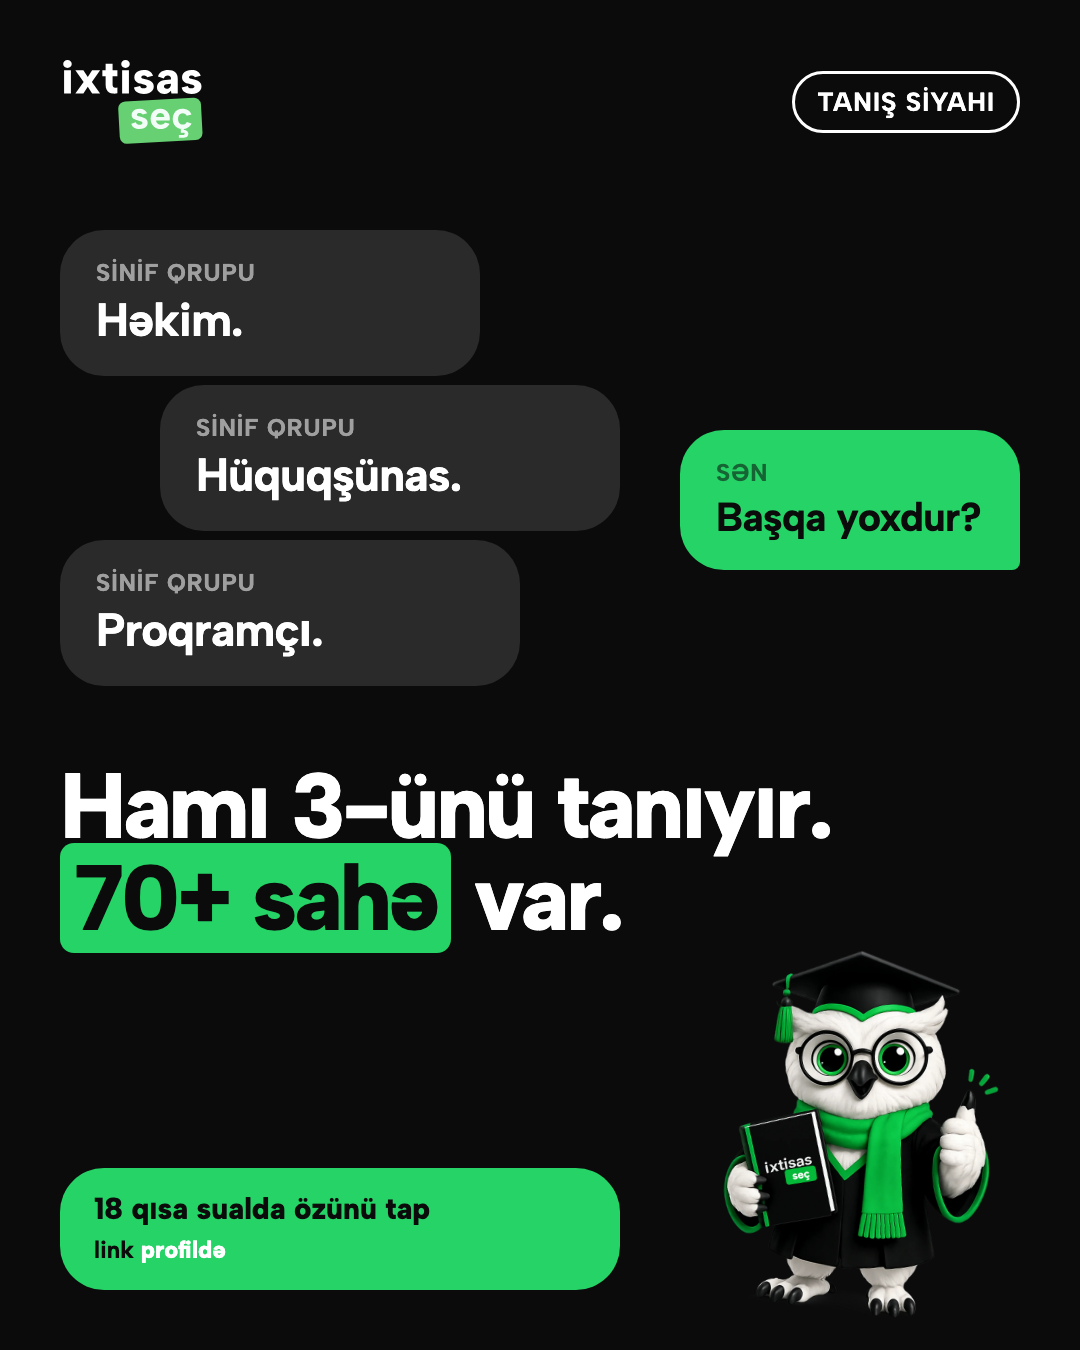 ixtisas
seç
TANIŞ SİYAHI
SİNİF QRUPU
Həkim.
SİNİF QRUPU
Hüquqşünas.
SƏN
Başqa yoxdur?
SİNİF QRUPU
Proqramçı.
Hamı 3-ünü tanıyır.
70+ sahə var.
ixtisas
seç
18 qısa sualda özünü tap
link profildə